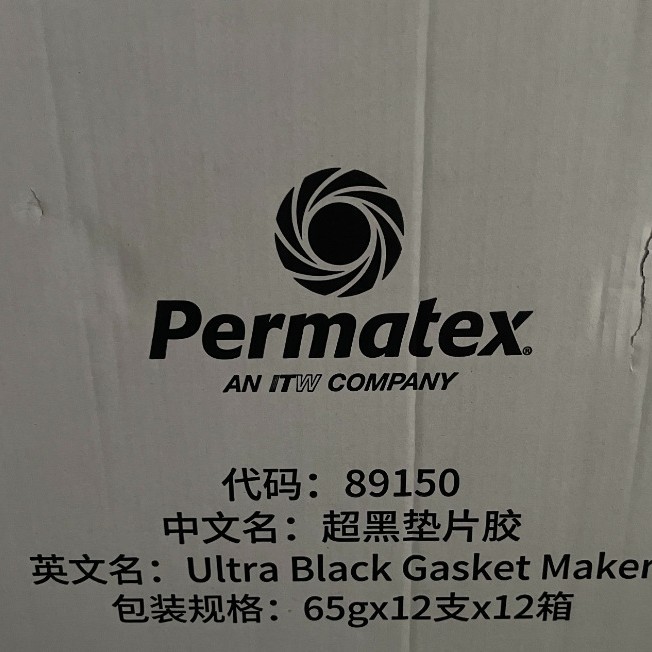 Permatex®
AN ITW COMPANY
代码：89150
中文名：超黑垫片胶
英文名：Ultra Black Gasket Maker
包装规格：65gx12支x12箱